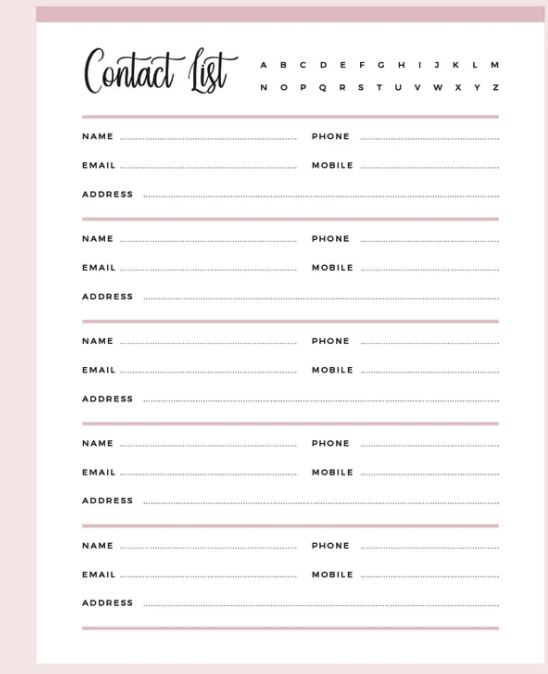 Contact List
A B C D E F G H I J K L M
N O P Q R S T U V W X Y Z
NAME PHONE
EMAIL MOBILE
ADDRESS
NAME PHONE
EMAIL MOBILE
ADDRESS
NAME PHONE
EMAIL MOBILE
ADDRESS
NAME PHONE
EMAIL MOBILE
ADDRESS
NAME PHONE
EMAIL MOBILE
ADDRESS